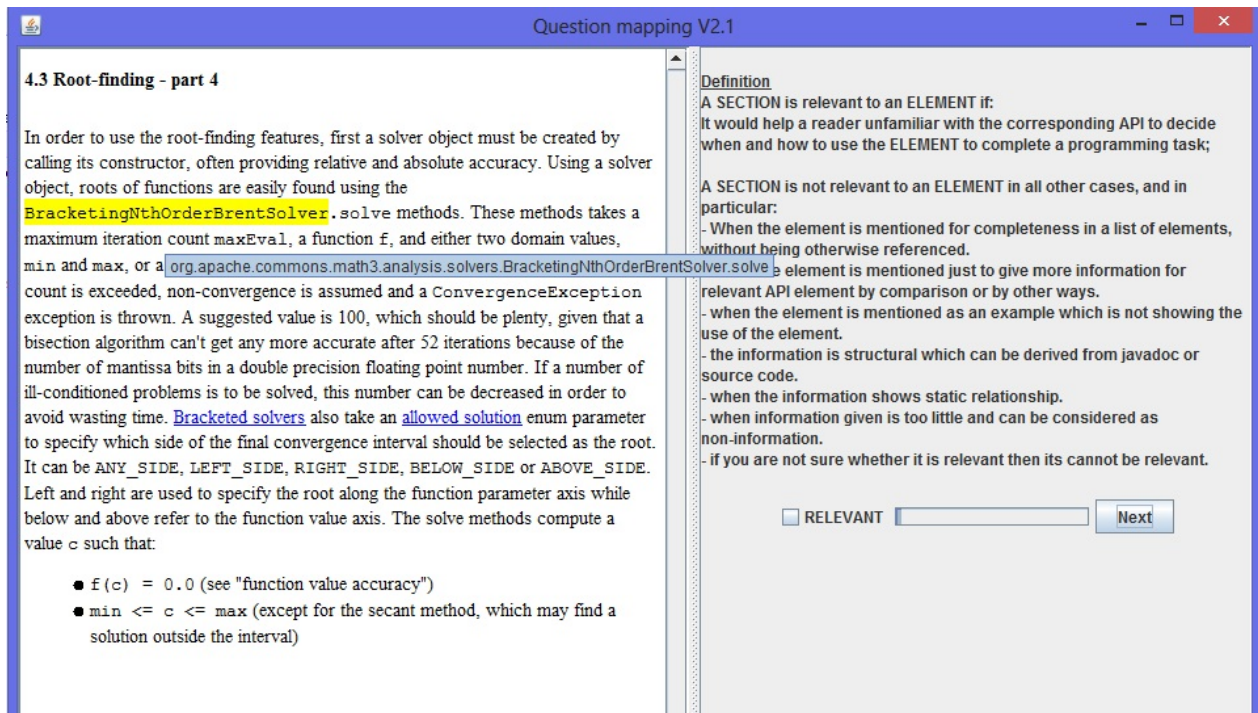 Question mapping V2.1
4.3 Root-finding - part 4
In order to use the root-finding features, first a solver object must be created by
calling its constructor, often providing relative and absolute accuracy. Using a solver
object, roots of functions are easily found using the
BracketingNthOrderBrentSolver.solve methods. These methods takes a
maximum iteration count maxEval, a function f, and either two domain values,
min and max, or a
org.apache.commons.math3.analysis.solvers.BracketingNthOrderBrentSolver.solve
count is exceeded, non-convergence is assumed and a ConvergenceException
exception is thrown. A suggested value is 100, which should be plenty, given that a
bisection algorithm can't get any more accurate after 52 iterations because of the
number of mantissa bits in a double precision floating point number. If a number of
ill-conditioned problems is to be solved, this number can be decreased in order to
avoid wasting time. Bracketed solvers also take an allowed solution enum parameter
to specify which side of the final convergence interval should be selected as the root.
It can be ANY_SIDE, LEFT_SIDE, RIGHT_SIDE, BELOW_SIDE or ABOVE_SIDE.
Left and right are used to specify the root along the function parameter axis while
below and above refer to the function value axis. The solve methods compute a
value c such that:
● f(c) = 0.0 (see "function value accuracy")
● min <= c <= max (except for the secant method, which may find a
solution outside the interval)
Definition
A SECTION is relevant to an ELEMENT if:
It would help a reader unfamiliar with the corresponding API to decide
when and how to use the ELEMENT to complete a programming task;
A SECTION is not relevant to an ELEMENT in all other cases, and in
particular:
- When the element is mentioned for completeness in a list of elements,
without being otherwise referenced.
element is mentioned just to give more information for
relevant API element by comparison or by other ways.
- when the element is mentioned as an example which is not showing the
use of the element.
- the information is structural which can be derived from javadoc or
source code.
- when the information shows static relationship.
- when information given is too little and can be considered as
non-information.
- if you are not sure whether it is relevant then its cannot be relevant.
RELEVANT
Next